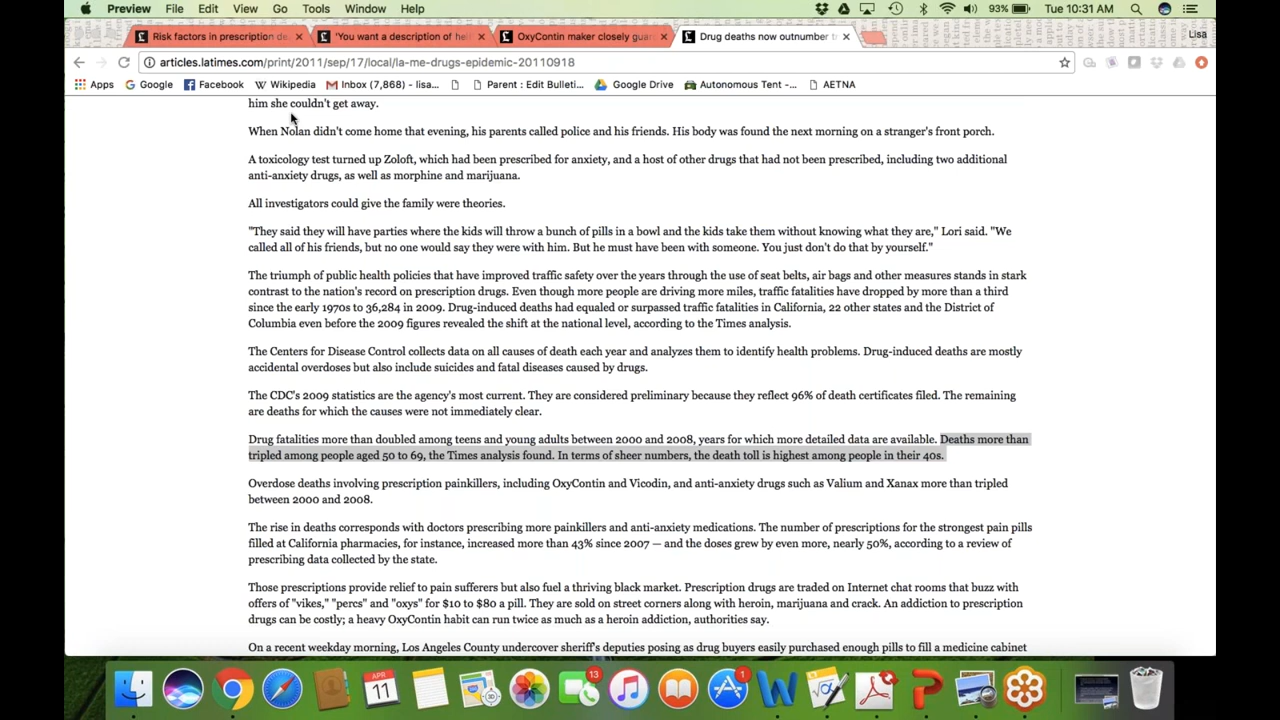 Preview File Edit View Go Tools Window Help 93% Tue 10:31 AM
Risk factors in prescription de 'You want a description of hel OxyContin maker closely gua Drug deaths now outnumber t Lisa
articles.latimes.com/print/2011/sep/17/local/la-me-drugs-epidemic-20110918
Apps Google Facebook Wikipedia Inbox (7,868) - lisa... Parent : Edit Bulleti... Google Drive Autonomous Tent -... AETNA
him she couldn't get away.
When Nolan didn't come home that evening, his parents called police and his friends. His body was found the next morning on a stranger's front porch.
A toxicology test turned up Zoloft, which had been prescribed for anxiety, and a host of other drugs that had not been prescribed, including two additional
anti-anxiety drugs, as well as morphine and marijuana.
All investigators could give the family were theories.
"They said they will have parties where the kids will throw a bunch of pills in a bowl and the kids take them without knowing what they are," Lori said. "We
called all of his friends, but no one would say they were with him. But he must have been with someone. You just don't do that by yourself."
The triumph of public health policies that have improved traffic safety over the years through the use of seat belts, air bags and other measures stands in stark
contrast to the nation's record on prescription drugs. Even though more people are driving more miles, traffic fatalities have dropped by more than a third
since the early 1970s to 36,284 in 2009. Drug-induced deaths had equaled or surpassed traffic fatalities in California, 22 other states and the District of
Columbia even before the 2009 figures revealed the shift at the national level, according to the Times analysis.
The Centers for Disease Control collects data on all causes of death each year and analyzes them to identify health problems. Drug-induced deaths are mostly
accidental overdoses but also include suicides and fatal diseases caused by drugs.
The CDC's 2009 statistics are the agency's most current. They are considered preliminary because they reflect 96% of death certificates filed. The remaining
are deaths for which the causes were not immediately clear.
Drug fatalities more than doubled among teens and young adults between 2000 and 2008, years for which more detailed data are available. Deaths more than
tripled among people aged 50 to 69, the Times analysis found. In terms of sheer numbers, the death toll is highest among people in their 40s.
Overdose deaths involving prescription painkillers, including OxyContin and Vicodin, and anti-anxiety drugs such as Valium and Xanax more than tripled
between 2000 and 2008.
The rise in deaths corresponds with doctors prescribing more painkillers and anti-anxiety medications. The number of prescriptions for the strongest pain pills
filled at California pharmacies, for instance, increased more than 43% since 2007 — and the doses grew by even more, nearly 50%, according to a review of
prescribing data collected by the state.
Those prescriptions provide relief to pain sufferers but also fuel a thriving black market. Prescription drugs are traded on Internet chat rooms that buzz with
offers of "vikes," "percs" and "oxys" for $10 to $80 a pill. They are sold on street corners along with heroin, marijuana and crack. An addiction to prescription
drugs can be costly; a heavy OxyContin habit can run twice as much as a heroin addiction, authorities say.
On a recent weekday morning, Los Angeles County undercover sheriff's deputies posing as drug buyers easily purchased enough pills to fill a medicine cabinet
APR 11 13 1